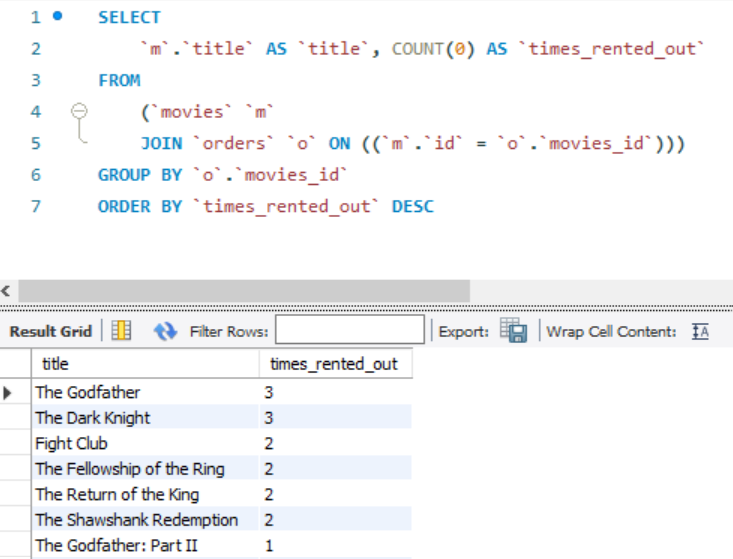 1 SELECT
2 `m`.`title` AS `title`, COUNT(0) AS `times_rented_out`
3 FROM
4 (`movies` `m`
5 JOIN `orders` `o` ON ((`m`.`id` = `o`.`movies_id`)))
6 GROUP BY `o`.`movies_id`
7 ORDER BY `times_rented_out` DESC
Result Grid Filter Rows: Export: Wrap Cell Content:
title times_rented_out
The Godfather 3
The Dark Knight 3
Fight Club 2
The Fellowship of the Ring 2
The Return of the King 2
The Shawshank Redemption 2
The Godfather: Part II 1